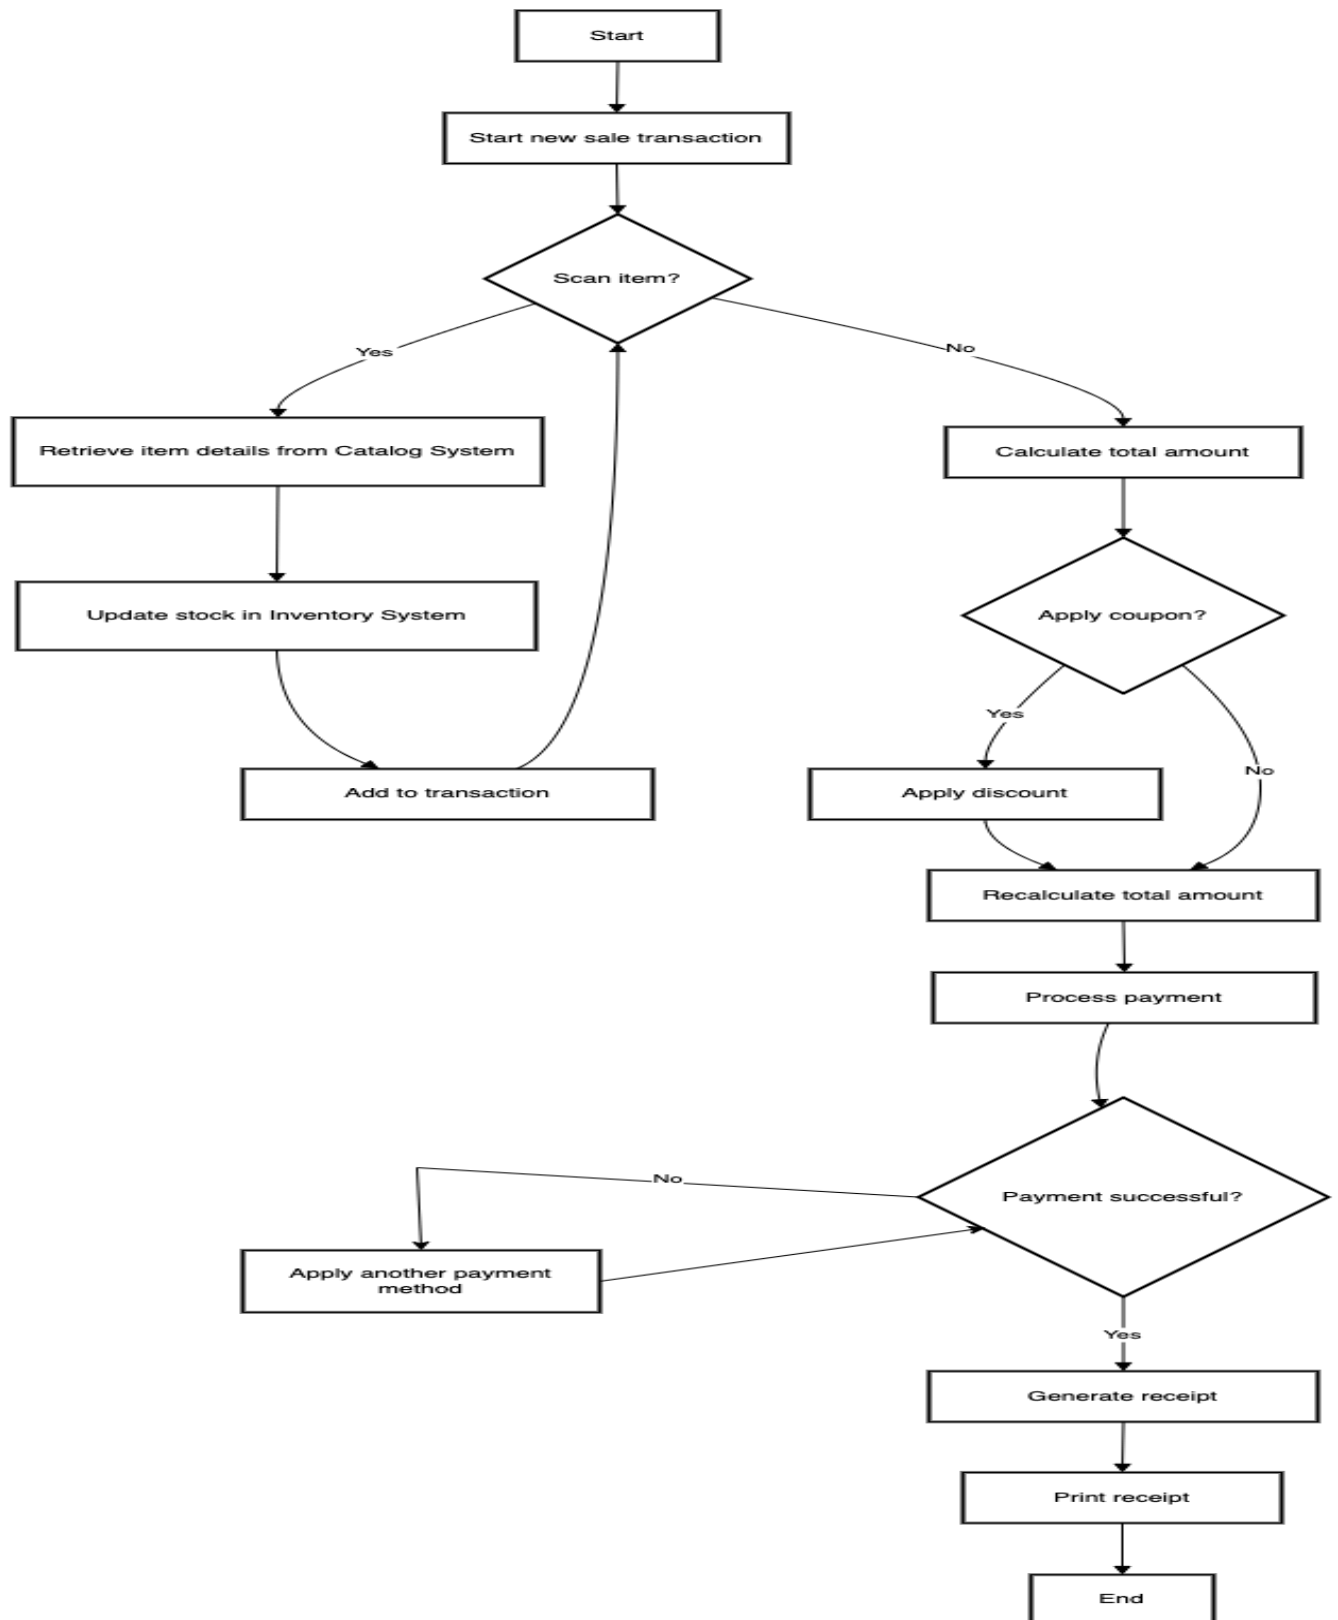 Start
Start new sale transaction
Scan item?
Yes
No
Retrieve item details from Catalog System
Calculate total amount
Update stock in Inventory System
Apply coupon?
Yes
No
Add to transaction
Apply discount
Recalculate total amount
Process payment
No
Payment successful?
Apply another payment
method
Yes
Generate receipt
Print receipt
End